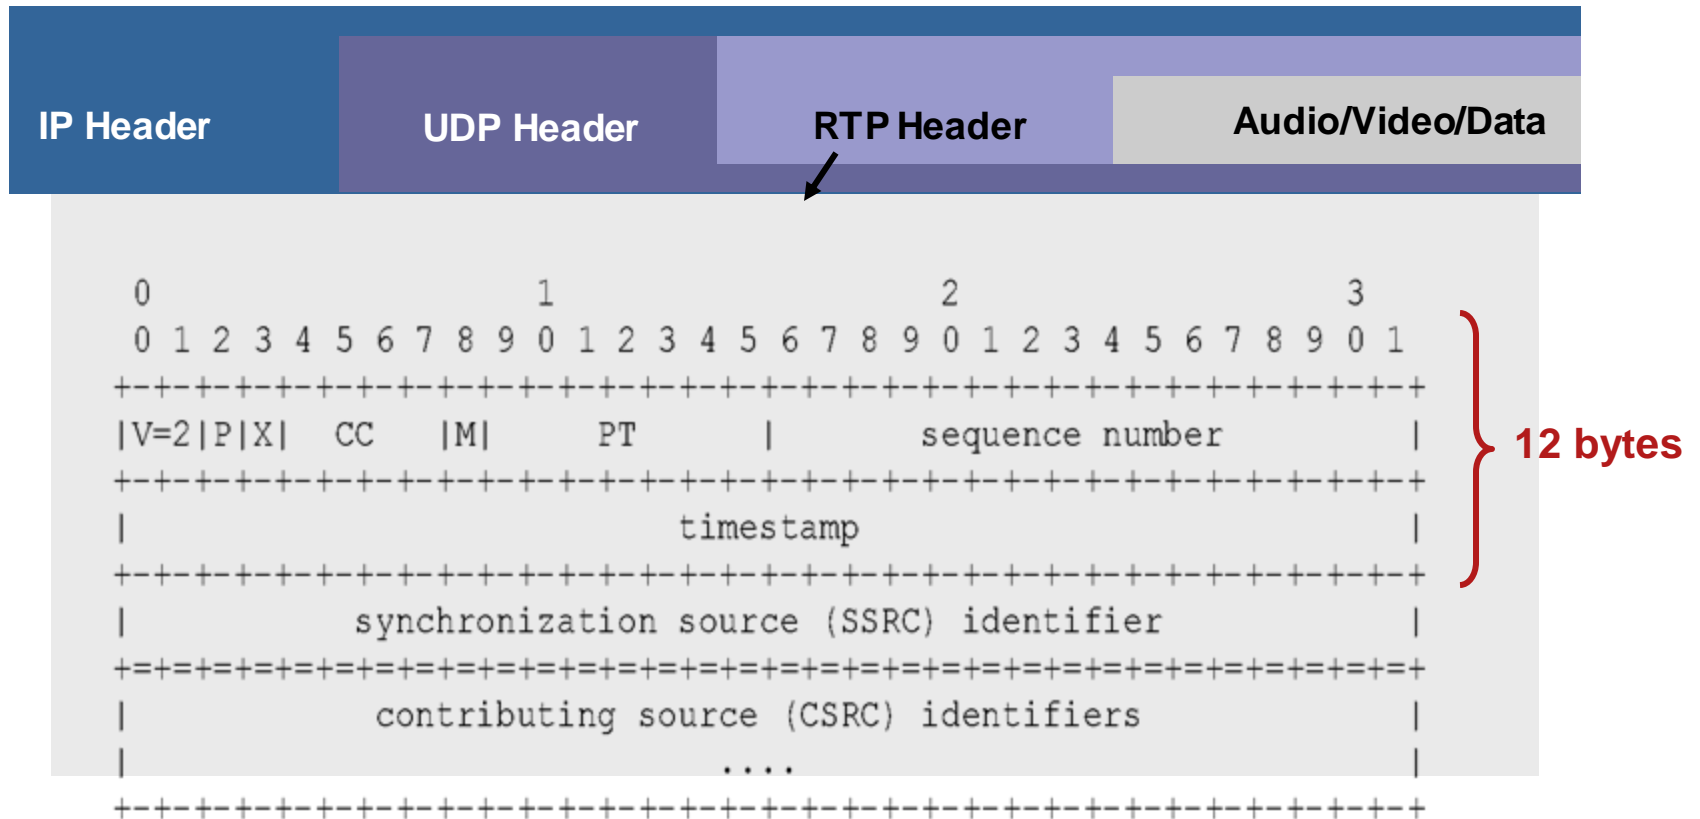 IP Header
UDP Header
RTP Header
Audio/Video/Data
0                   1                   2                   3
0 1 2 3 4 5 6 7 8 9 0 1 2 3 4 5 6 7 8 9 0 1 2 3 4 5 6 7 8 9 0 1
+-+-+-+-+-+-+-+-+-+-+-+-+-+-+-+-+-+-+-+-+-+-+-+-+-+-+-+-+-+-+-+-+
|V=2|P|X|  CC   |M|     PT      |       sequence number         |
12 bytes
+-+-+-+-+-+-+-+-+-+-+-+-+-+-+-+-+-+-+-+-+-+-+-+-+-+-+-+-+-+-+-+-+
|                           timestamp                           |
+-+-+-+-+-+-+-+-+-+-+-+-+-+-+-+-+-+-+-+-+-+-+-+-+-+-+-+-+-+-+-+-+
|           synchronization source (SSRC) identifier            |
+=+=+=+=+=+=+=+=+=+=+=+=+=+=+=+=+=+=+=+=+=+=+=+=+=+=+=+=+=+=+=+=+
|            contributing source (CSRC) identifiers             |
|                             ....                              |
+-+-+-+-+-+-+-+-+-+-+-+-+-+-+-+-+-+-+-+-+-+-+-+-+-+-+-+-+-+-+-+-+